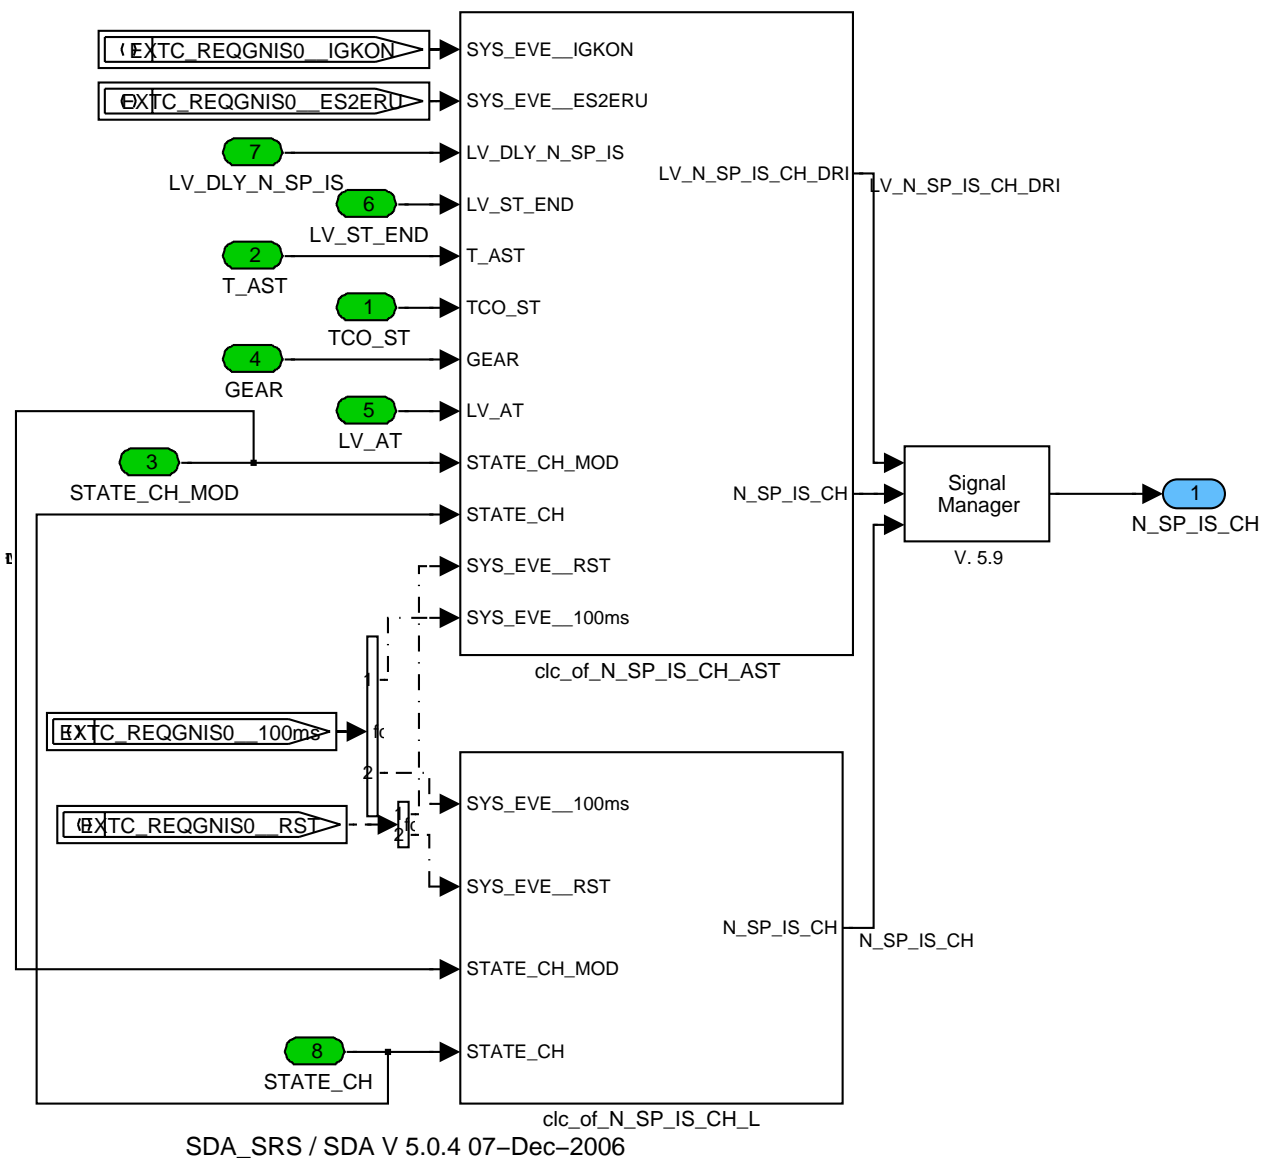 EXTC_REQGNIS0__IGKON
SYS_EVE__IGKON
EXTC_REQGNIS0__ES2ERU
SYS_EVE__ES2ERU
7
LV_DLY_N_SP_IS
LV_DLY_N_SP_IS
LV_N_SP_IS_CH_DRI
LV_N_SP_IS_CH_DRI
6
LV_ST_END
LV_ST_END
2
T_AST
T_AST
1
TCO_ST
TCO_ST
4
GEAR
GEAR
5
LV_AT
LV_AT
3
STATE_CH_MOD
STATE_CH_MOD
N_SP_IS_CH
Signal
Manager
V. 5.9
1
N_SP_IS_CH
STATE_CH
SYS_EVE__RST
SYS_EVE__100ms
clc_of_N_SP_IS_CH_AST
1
EXTC_REQGNIS0__100ms
2
SYS_EVE__100ms
EXTC_REQGNIS0__RST
1
2
SYS_EVE__RST
N_SP_IS_CH
N_SP_IS_CH
STATE_CH_MOD
8
STATE_CH
STATE_CH
clc_of_N_SP_IS_CH_L
SDA_SRS / SDA V 5.0.4 07–Dec–2006